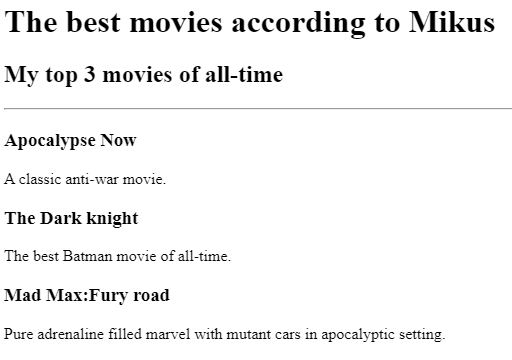 The best movies according to Mikus
My top 3 movies of all-time
Apocalypse Now
A classic anti-war movie.
The Dark knight
The best Batman movie of all-time.
Mad Max:Fury road
Pure adrenaline filled marvel with mutant cars in apocalyptic setting.